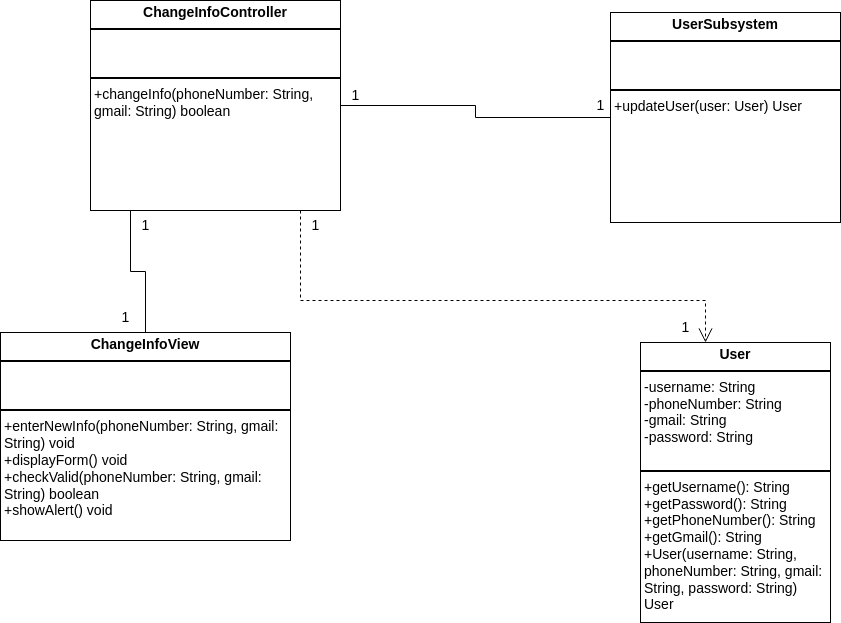 ChangeInfoController
+changeInfo(phoneNumber: String,
gmail: String) boolean
UserSubsystem
+updateUser(user: User) User
1
1
1
1
1
1
ChangeInfoView
+enterNewInfo(phoneNumber: String, gmail:
String) void
+displayForm() void
+checkValid(phoneNumber: String, gmail:
String) boolean
+showAlert() void
User
-username: String
-phoneNumber: String
-gmail: String
-password: String
+getUsername(): String
+getPassword(): String
+getPhoneNumber(): String
+getGmail(): String
+User(username: String,
phoneNumber: String, gmail:
String, password: String)
User